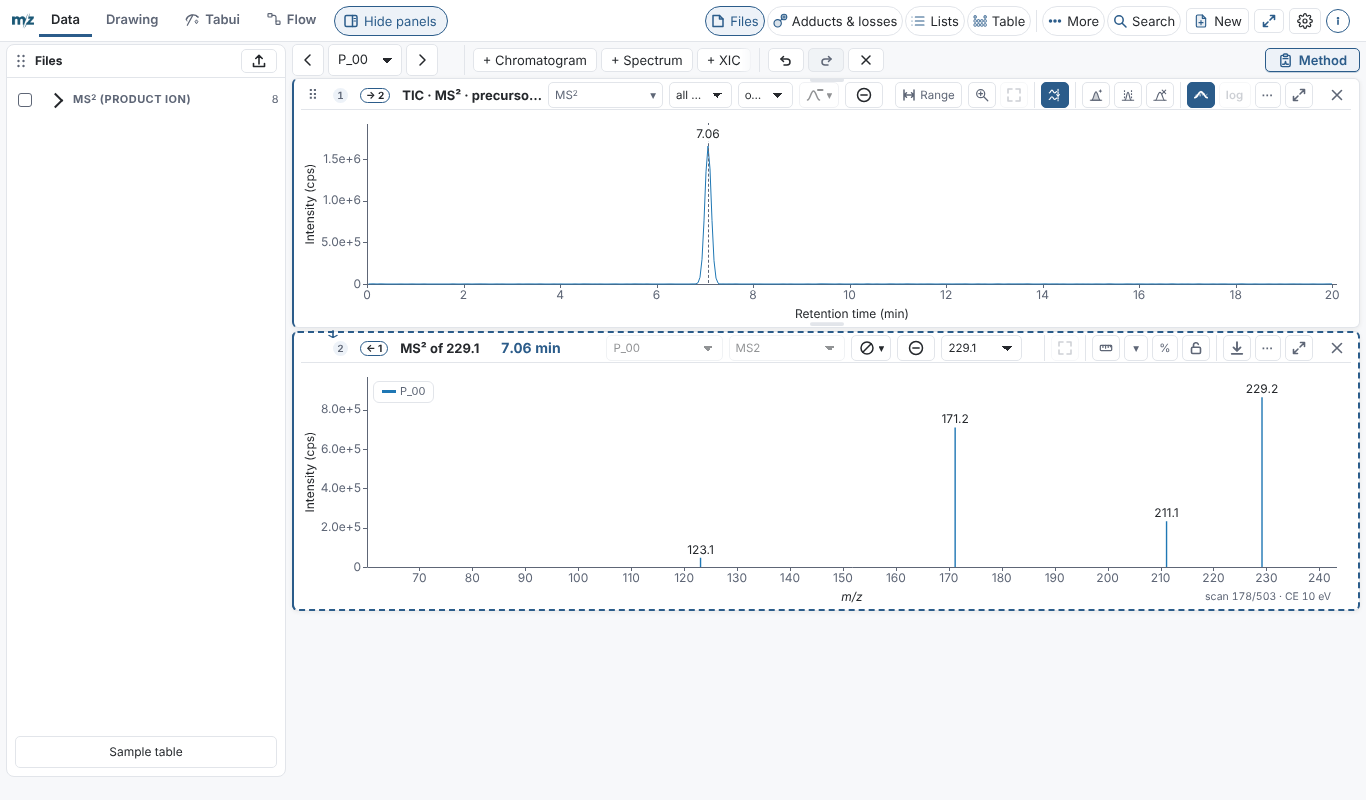 mz Data Drawing Tabui Flow Hide panels Files Adducts & losses Lists Table More Search New
Files
MS² (PRODUCT ION) 8
Sample table
P_00 + Chromatogram + Spectrum + XIC Method
1 → 2 TIC · MS² · precurso... MS² all ... o... Range log ...
7.06
Intensity (cps)
1.5e+6
1.0e+6
5.0e+5
0
0 2 4 6 8 10 12 14 16 18 20
Retention time (min)
2 ← 1 MS² of 229.1 7.06 min P_00 MS2 229.1 % ...
P_00
229.2
171.2
211.1
123.1
Intensity (cps)
8.0e+5
6.0e+5
4.0e+5
2.0e+5
0
70 80 90 100 110 120 130 140 150 160 170 180 190 200 210 220 230 240
m/z
scan 178/503 · CE 10 eV